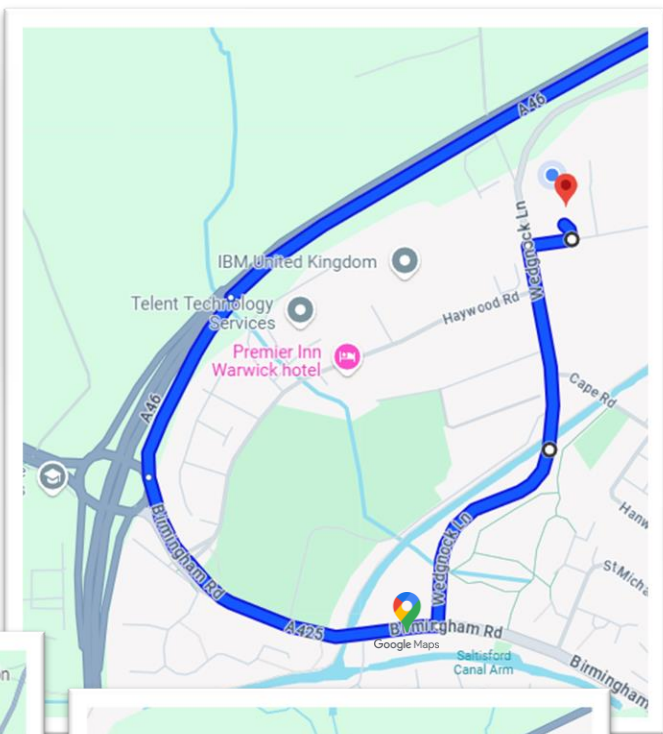 A46
Wedgnock Ln
IBM United Kingdom
Telent Technology
Services
Haywood Rd
Premier Inn
Warwick hotel
Cape Rd
A46
Birmingham Rd
Wedgnock Ln
A425
Birmingham Rd
Google Maps
Saltisford
Canal Arm
Birmingham